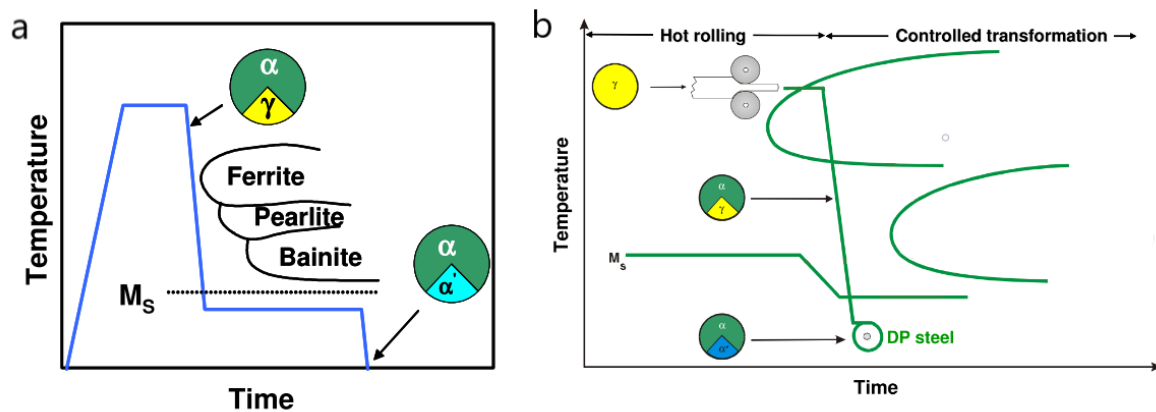 a
Temperature
Time
α
γ
Ferrite
Pearlite
Bainite
Ms
α
α'
b
Hot rolling
Controlled transformation
γ
Temperature
α
γ
Ms
α
α'
DP steel
Time